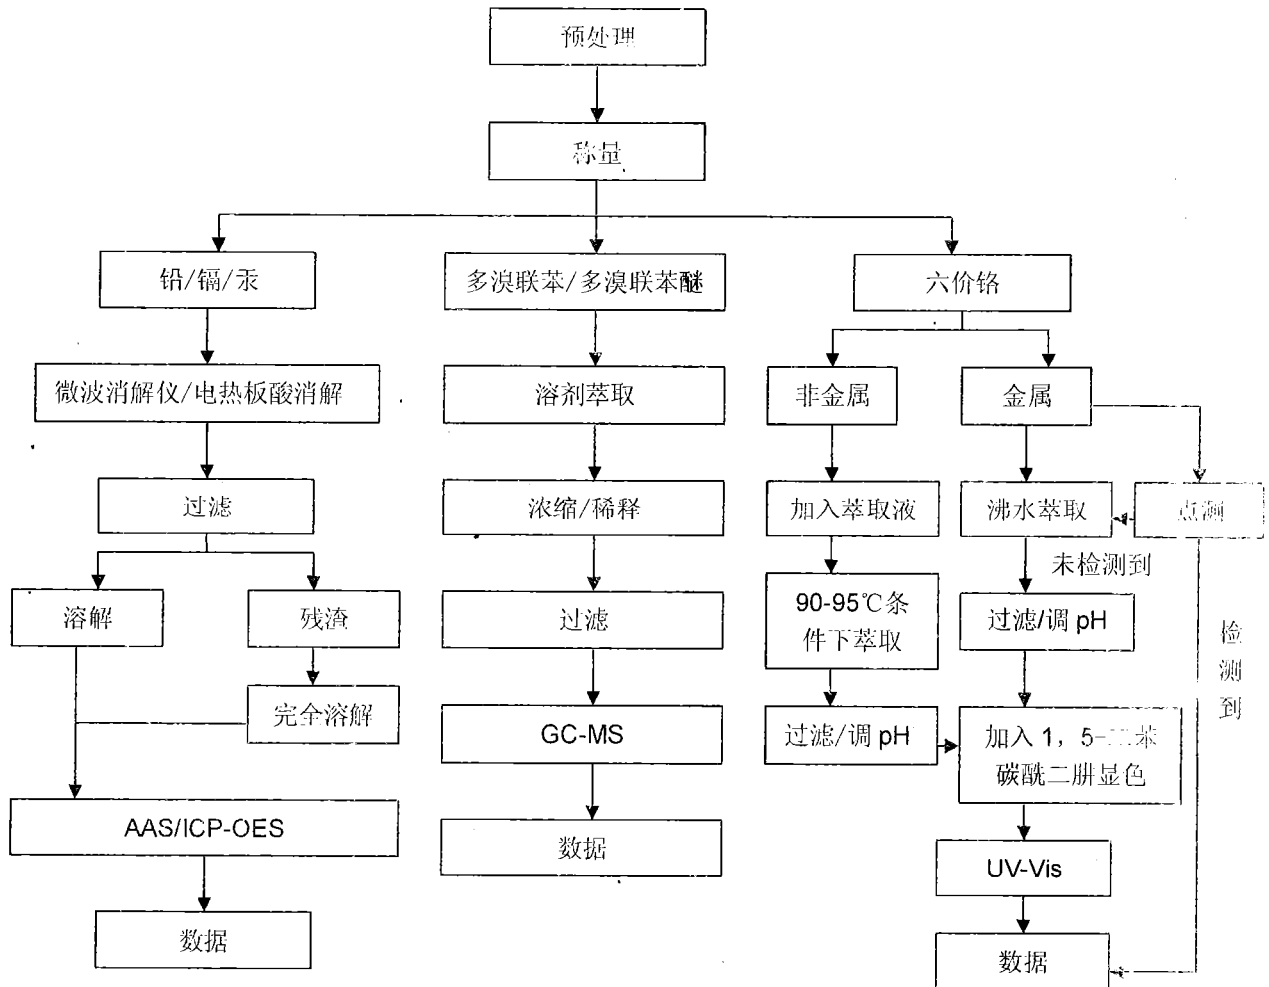 预处理
称量
铅/镉/汞
多溴联苯/多溴联苯醚
六价铬
微波消解仪/电热板酸消解
溶剂萃取
非金属
金属
过滤
浓缩/稀释
加入萃取液
沸水萃取
点测
未检测到
溶解
残渣
过滤
90-95℃条
件下萃取
过滤/调 pH
检
测
到
完全溶解
GC-MS
过滤/调 pH
加入 1，5-二苯
碳酰二肼显色
AAS/ICP-OES
数据
UV-Vis
数据
数据